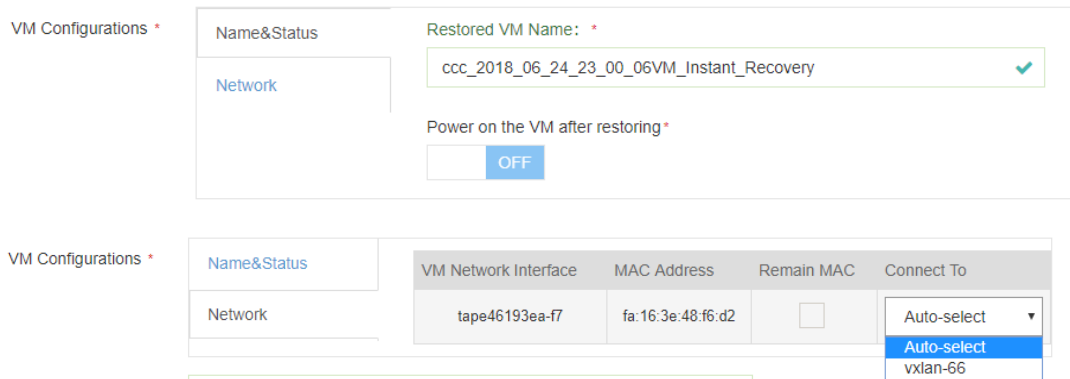 VM Configurations *
Name&Status
Network
Restored VM Name: *
ccc_2018_06_24_23_00_06VM_Instant_Recovery
Power on the VM after restoring*
OFF
VM Configurations *
Name&Status
Network
VM Network Interface MAC Address Remain MAC Connect To
tape46193ea-f7 fa:16:3e:48:f6:d2 Auto-select
Auto-select
vxlan-66